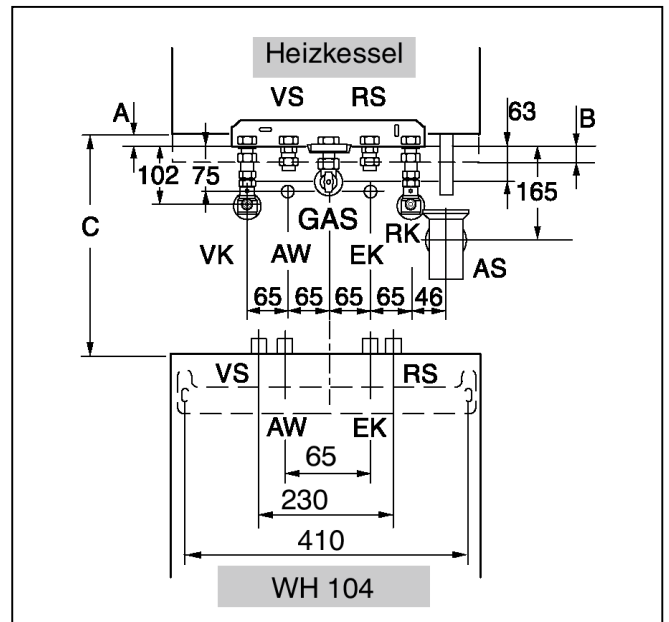 Heizkessel
VS RS
A 63 B
102 75 165
C GAS
RK
VK AW EK AS
65 65 65 65 46
VS RS
AW EK
65
230
410
WH 104